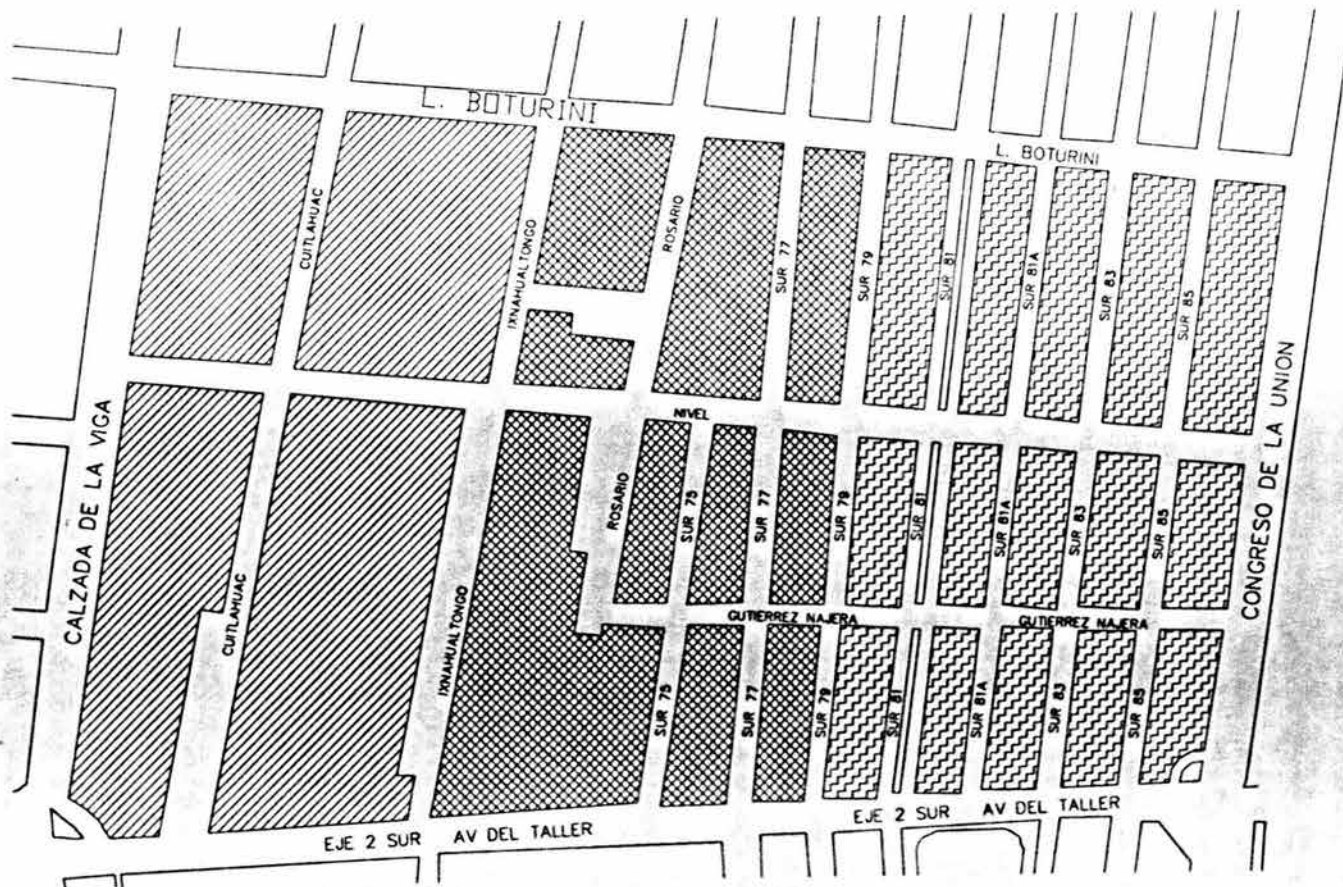 L. BOTURINI
L. BOTURINI
CUITLAHUAC
IXNAHUALTONGO
ROSARIO
SUR 77
SUR 79
SUR 81
SUR 81A
SUR 83
SUR 85
CALZADA DE LA VIGA
NIVEL
CONGRESO DE LA UNION
ROSARIO
SUR 75
SUR 77
SUR 79
SUR 81
SUR 81A
SUR 83
SUR 85
CUITLAHUAC
IXNAHUALTONGO
GUTIERREZ NAJERA
GUTIERREZ NAJERA
SUR 75
SUR 77
SUR 79
SUR 81
SUR 81A
SUR 83
SUR 85
EJE 2 SUR AV DEL TALLER
EJE 2 SUR AV DEL TALLER